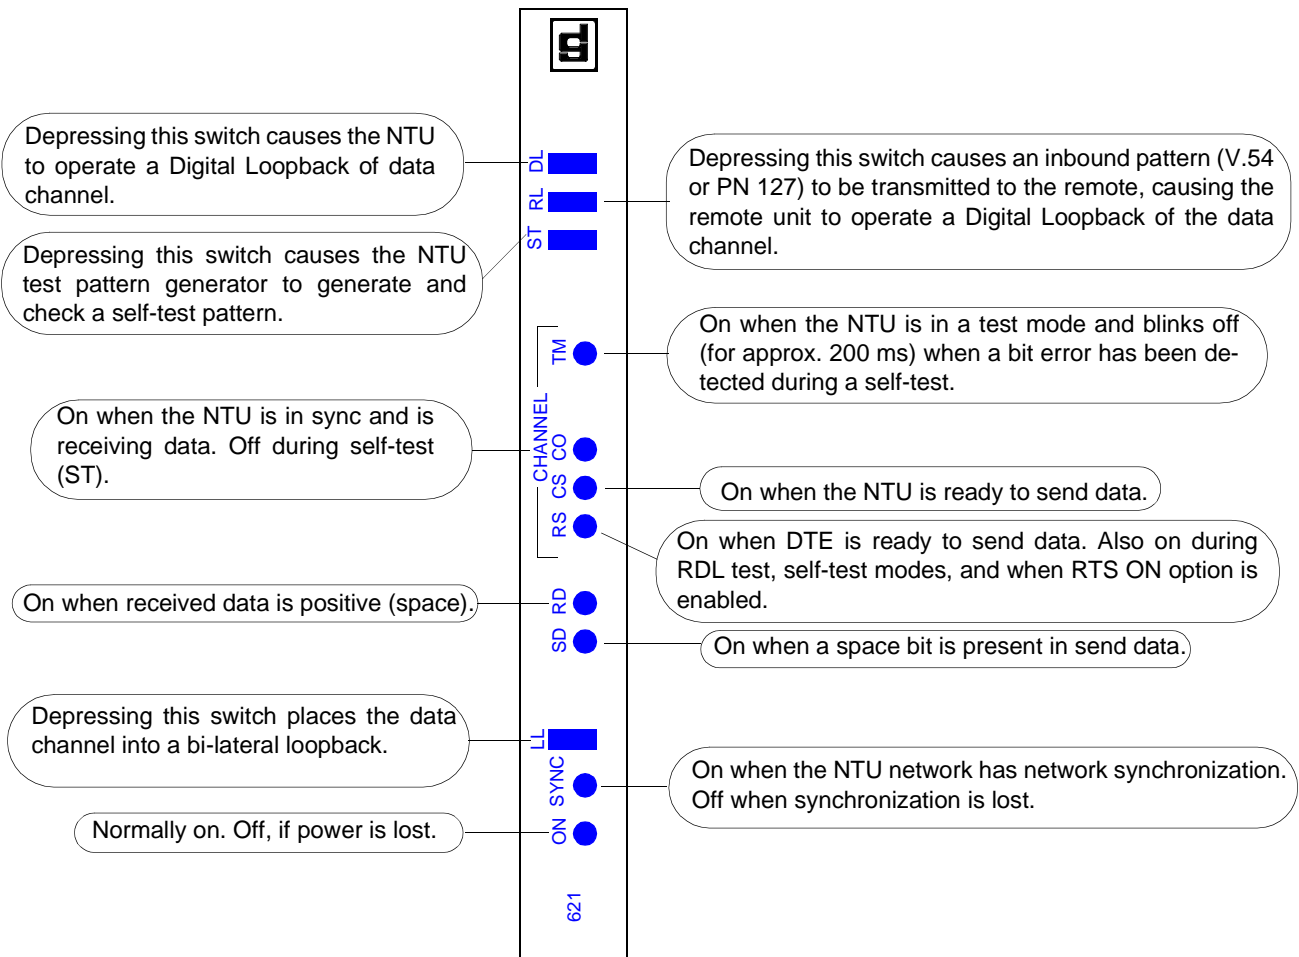 Depressing this switch causes the NTU
to operate a Digital Loopback of data
channel.
DL
RL
ST
Depressing this switch causes an inbound pattern (V.54
or PN 127) to be transmitted to the remote, causing the
remote unit to operate a Digital Loopback of the data
channel.
Depressing this switch causes the NTU
test pattern generator to generate and
check a self-test pattern.
TM
On when the NTU is in a test mode and blinks off
(for approx. 200 ms) when a bit error has been de-
tected during a self-test.
CHANNEL
On when the NTU is in sync and is
receiving data. Off during self-test
(ST).
CO
CS
On when the NTU is ready to send data.
RS
On when DTE is ready to send data. Also on during
RDL test, self-test modes, and when RTS ON option is
enabled.
On when received data is positive (space).
RD
SD
On when a space bit is present in send data.
Depressing this switch places the data
channel into a bi-lateral loopback.
LL
SYNC
On when the NTU network has network synchronization.
Off when synchronization is lost.
Normally on. Off, if power is lost.
ON
621